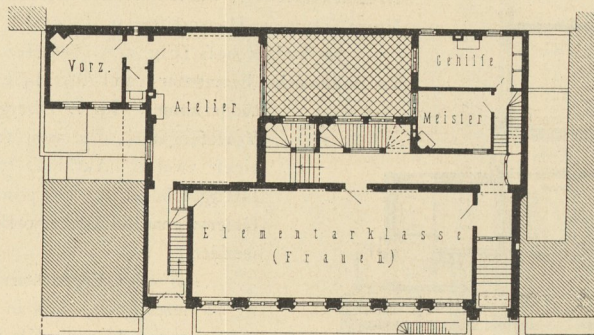 Vorz.
Atelier
Gehilfe
Meister
Elementarklasse
(Frauen)